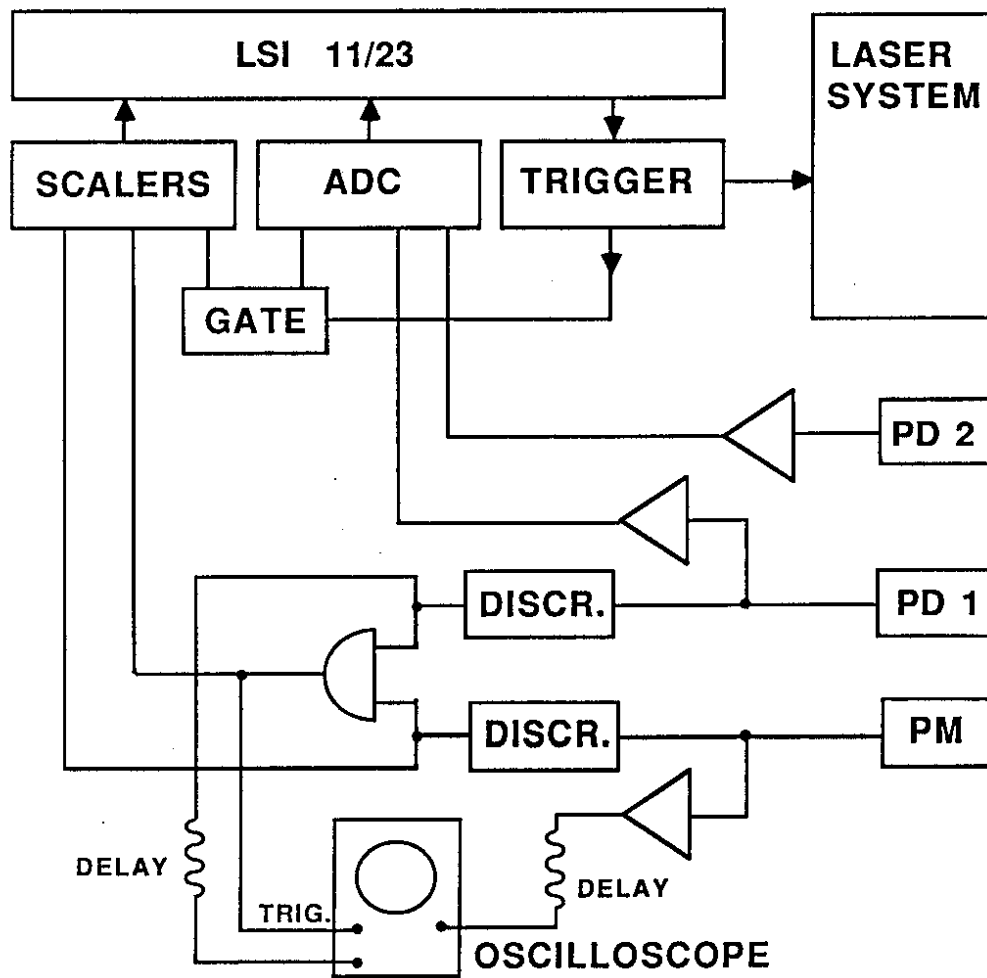 LSI 11/23
LASER
SYSTEM
SCALERS
ADC
TRIGGER
GATE
PD 2
DISCR.
PD 1
DISCR.
PM
DELAY
DELAY
TRIG.
OSCILLOSCOPE